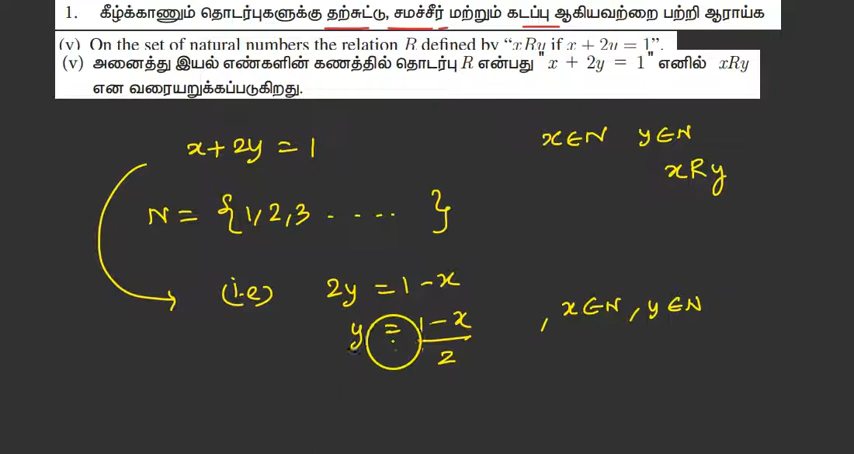 1. கீழ்க்காணும் தொடர்புகளுக்கு தற்சுட்டு, சமச்சீர் மற்றும் கடப்பு ஆகியவற்றை பற்றி ஆராய்க
(v) On the set of natural numbers the relation R defined by “xRy if x + 2y = 1”.
(v) அனைத்து இயல் எண்களின் கணத்தில் தொடர்பு R என்பது "x + 2y = 1" எனில் xRy
என வரையறுக்கப்படுகிறது.
x + 2y = 1 x∈N y∈N
xRy
N = {1, 2, 3 ..... }
(i.e) 2y = 1 - x
y = (1 - x)/2 , x∈N, y∈N